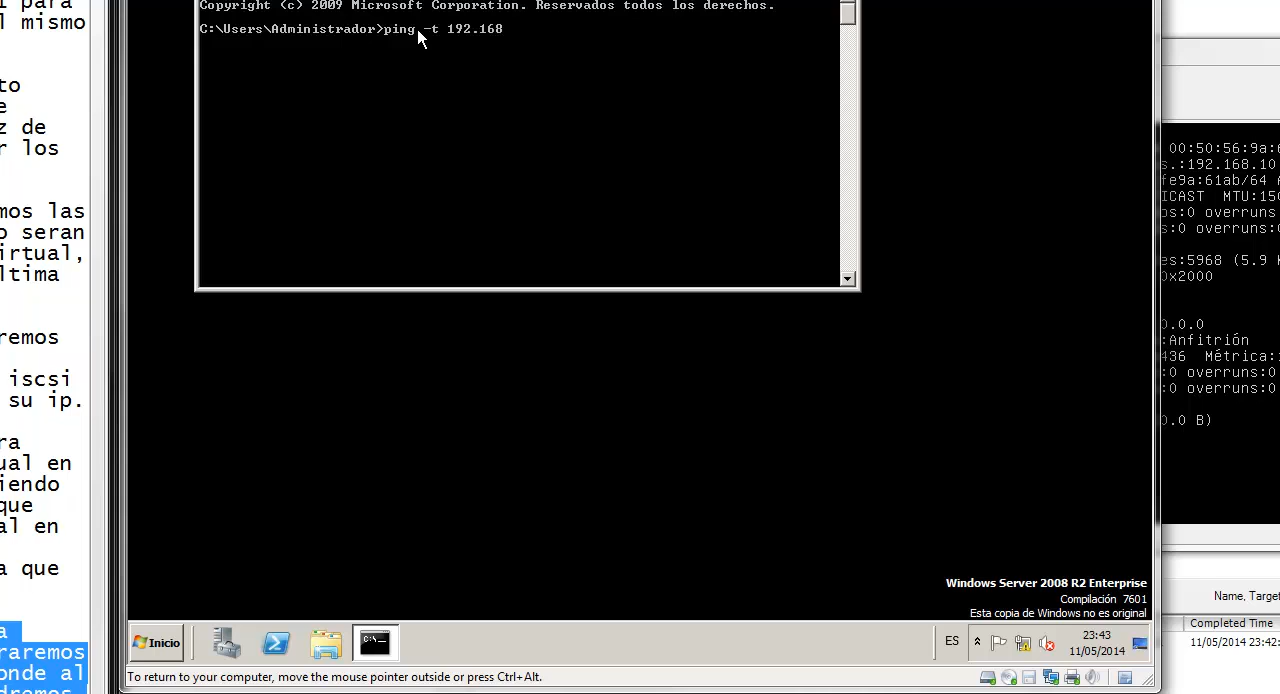 l mismo
to
e
z de
r los
mos las
o seran
irtual,
ltima
remos
iscsi
su ip.
ra
ual en
iendo
que
al en
a que
a
raremos
onde al
Copyright (c) 2009 Microsoft Corporation. Reservados todos los derechos.
C:\Users\Administrador>ping -t 192.168
Windows Server 2008 R2 Enterprise
Compilación 7601
Esta copia de Windows no es original
Inicio
ES
23:43
11/05/2014
To return to your computer, move the mouse pointer outside or press Ctrl+Alt.
00:50:56:9a:6
s.:192.168.10
fe9a:61ab/64
ICAST MTU:150
os:0 overruns:0
s:0 overruns:0
es:5968 (5.9 K
0x2000
0.0.0
:Anfitrión
436 Métrica:1
:0 overruns:0
:0 overruns:0
0.0 B)
Name, Target
Completed Time
11/05/2014 23:42: